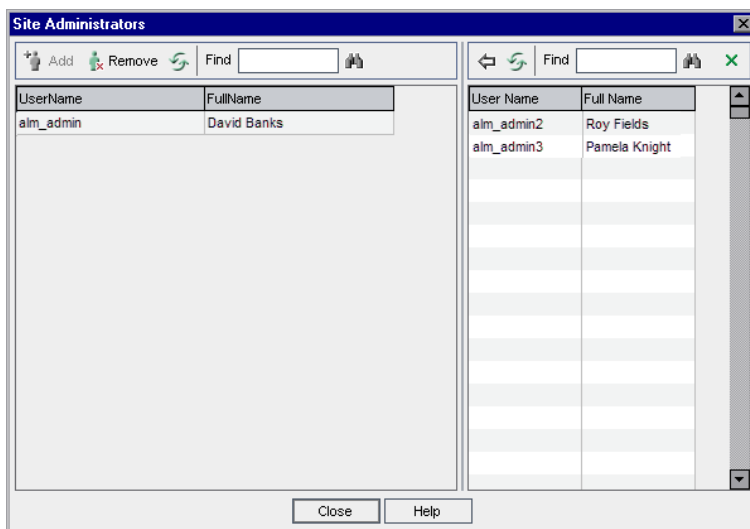 Site Administrators
Add Remove Find
Find
UserName FullName
alm_admin David Banks
User Name Full Name
alm_admin2 Roy Fields
alm_admin3 Pamela Knight
Close Help